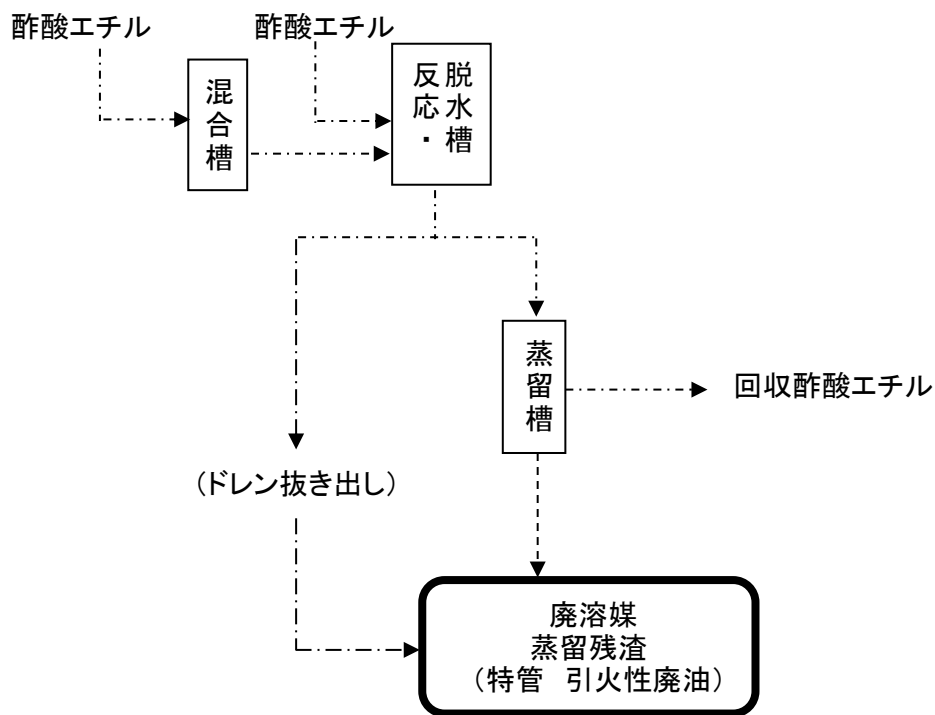 酢酸エチル
酢酸エチル
混合槽
反応・
脱水槽
蒸留槽
回収酢酸エチル
(ドレン抜き出し)
廃溶媒
蒸留残渣
(特管 引火性廃油)